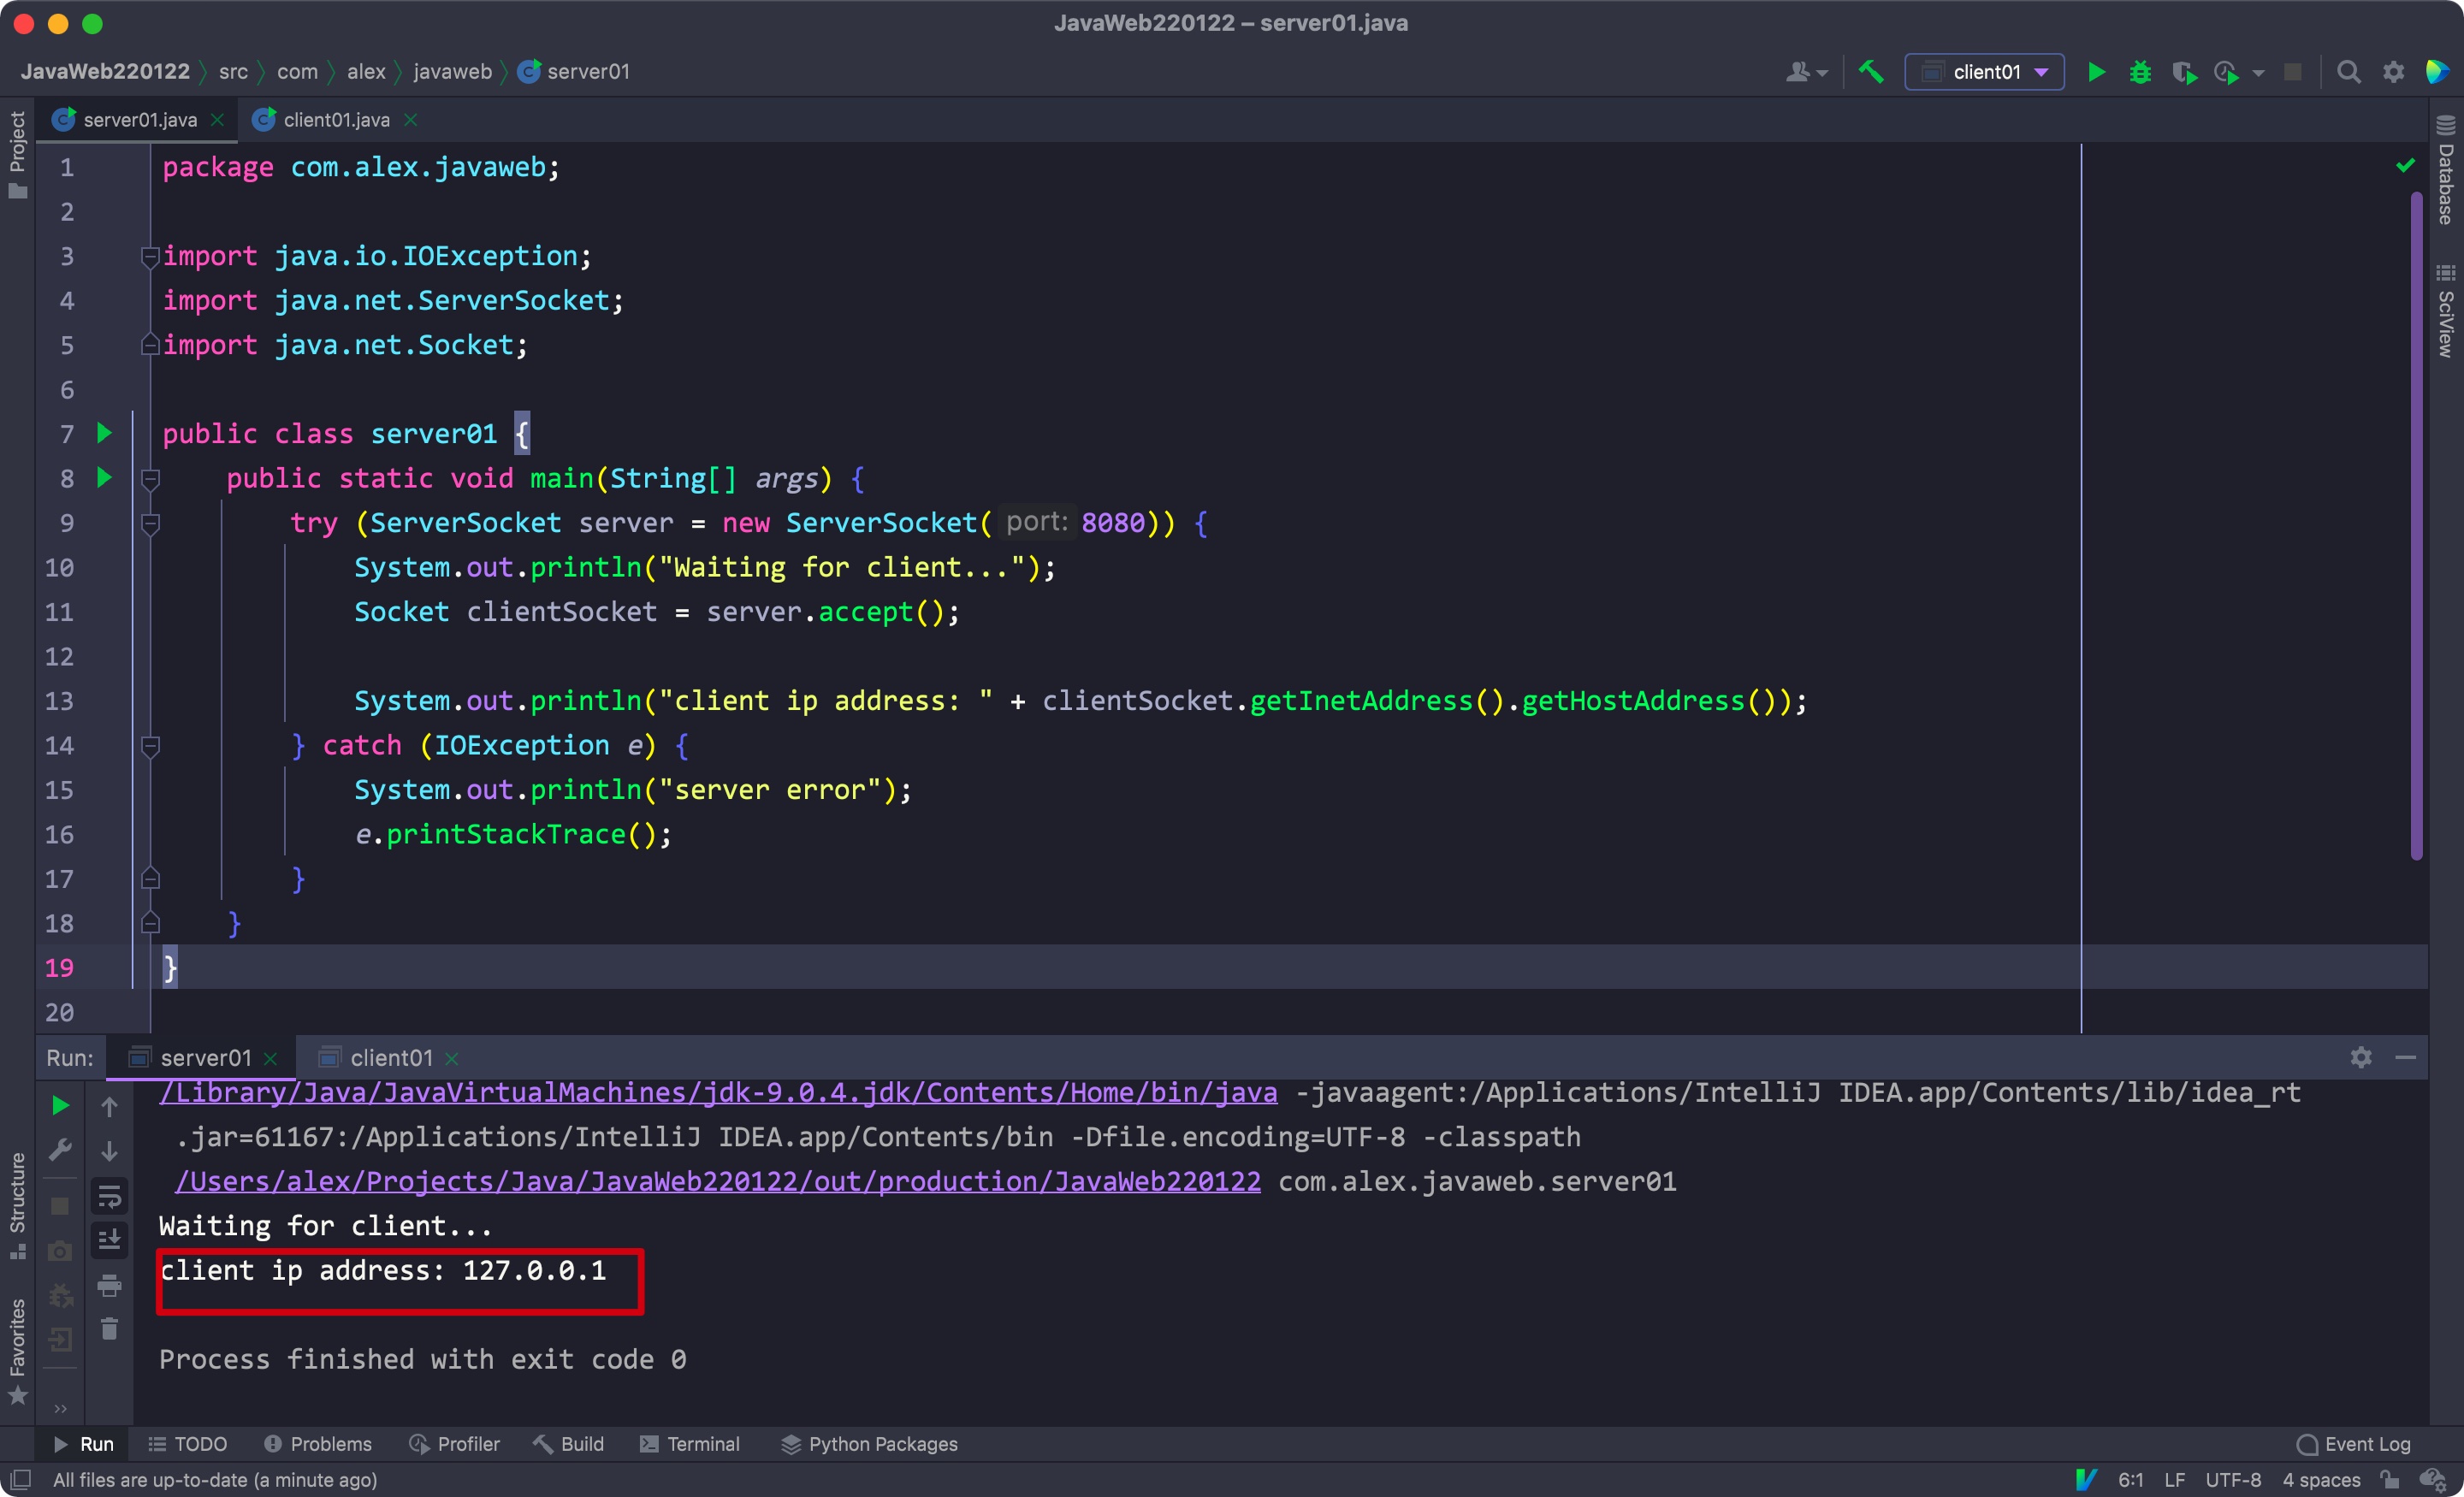 JavaWeb220122 – server01.java
JavaWeb220122 src com alex javaweb server01 client01
Project
server01.java client01.java
1 package com.alex.javaweb;
2
3 import java.io.IOException;
4 import java.net.ServerSocket;
5 import java.net.Socket;
6
7 public class server01 {
8 public static void main(String[] args) {
9 try (ServerSocket server = new ServerSocket( port: 8080)) {
10 System.out.println("Waiting for client...");
11 Socket clientSocket = server.accept();
12
13 System.out.println("client ip address: " + clientSocket.getInetAddress().getHostAddress());
14 } catch (IOException e) {
15 System.out.println("server error");
16 e.printStackTrace();
17 }
18 }
19 }
20
Database
SciView
Run: server01 client01
/Library/Java/JavaVirtualMachines/jdk-9.0.4.jdk/Contents/Home/bin/java -javaagent:/Applications/IntelliJ IDEA.app/Contents/lib/idea_rt
.jar=61167:/Applications/IntelliJ IDEA.app/Contents/bin -Dfile.encoding=UTF-8 -classpath
/Users/alex/Projects/Java/JavaWeb220122/out/production/JavaWeb220122 com.alex.javaweb.server01
Waiting for client...
client ip address: 127.0.0.1
Process finished with exit code 0
Structure
Favorites
Run TODO Problems Profiler Build Terminal Python Packages Event Log
All files are up-to-date (a minute ago) 6:1 LF UTF-8 4 spaces